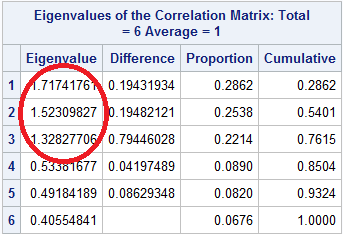 Eigenvalues of the Correlation Matrix: Total
= 6 Average = 1
Eigenvalue Difference Proportion Cumulative
1 1.71741761 0.19431934 0.2862 0.2862
2 1.52309827 0.19482121 0.2538 0.5401
3 1.32827706 0.79446028 0.2214 0.7615
4 0.53381677 0.04197489 0.0890 0.8504
5 0.49184189 0.08629348 0.0820 0.9324
6 0.40554841 0.0676 1.0000